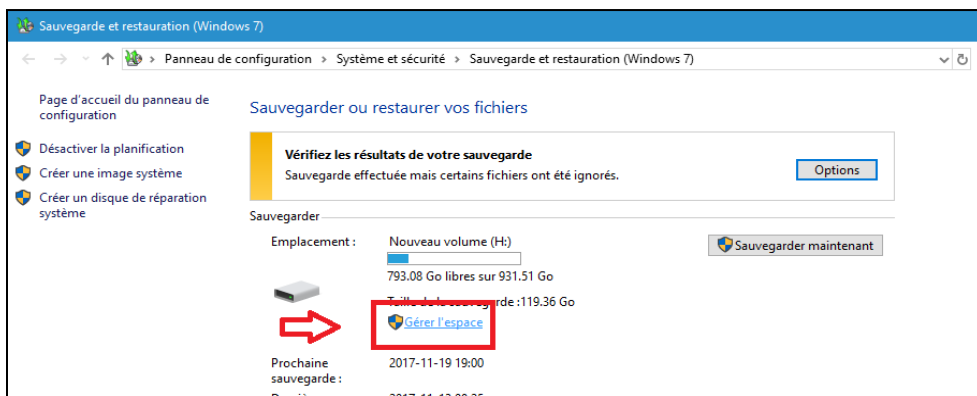 Sauvegarde et restauration (Windows 7)
Panneau de configuration › Système et sécurité › Sauvegarde et restauration (Windows 7)
Page d'accueil du panneau de
configuration
Désactiver la planification
Créer une image système
Créer un disque de réparation
système
Sauvegarder ou restaurer vos fichiers
Vérifiez les résultats de votre sauvegarde
Sauvegarde effectuée mais certains fichiers ont été ignorés.
Options
Sauvegarder
Emplacement :
Nouveau volume (H:)
Sauvegarder maintenant
793.08 Go libres sur 931.51 Go
Taille de la sauvegarde :119.36 Go
Gérer l'espace
Prochaine
sauvegarde :
2017-11-19 19:00